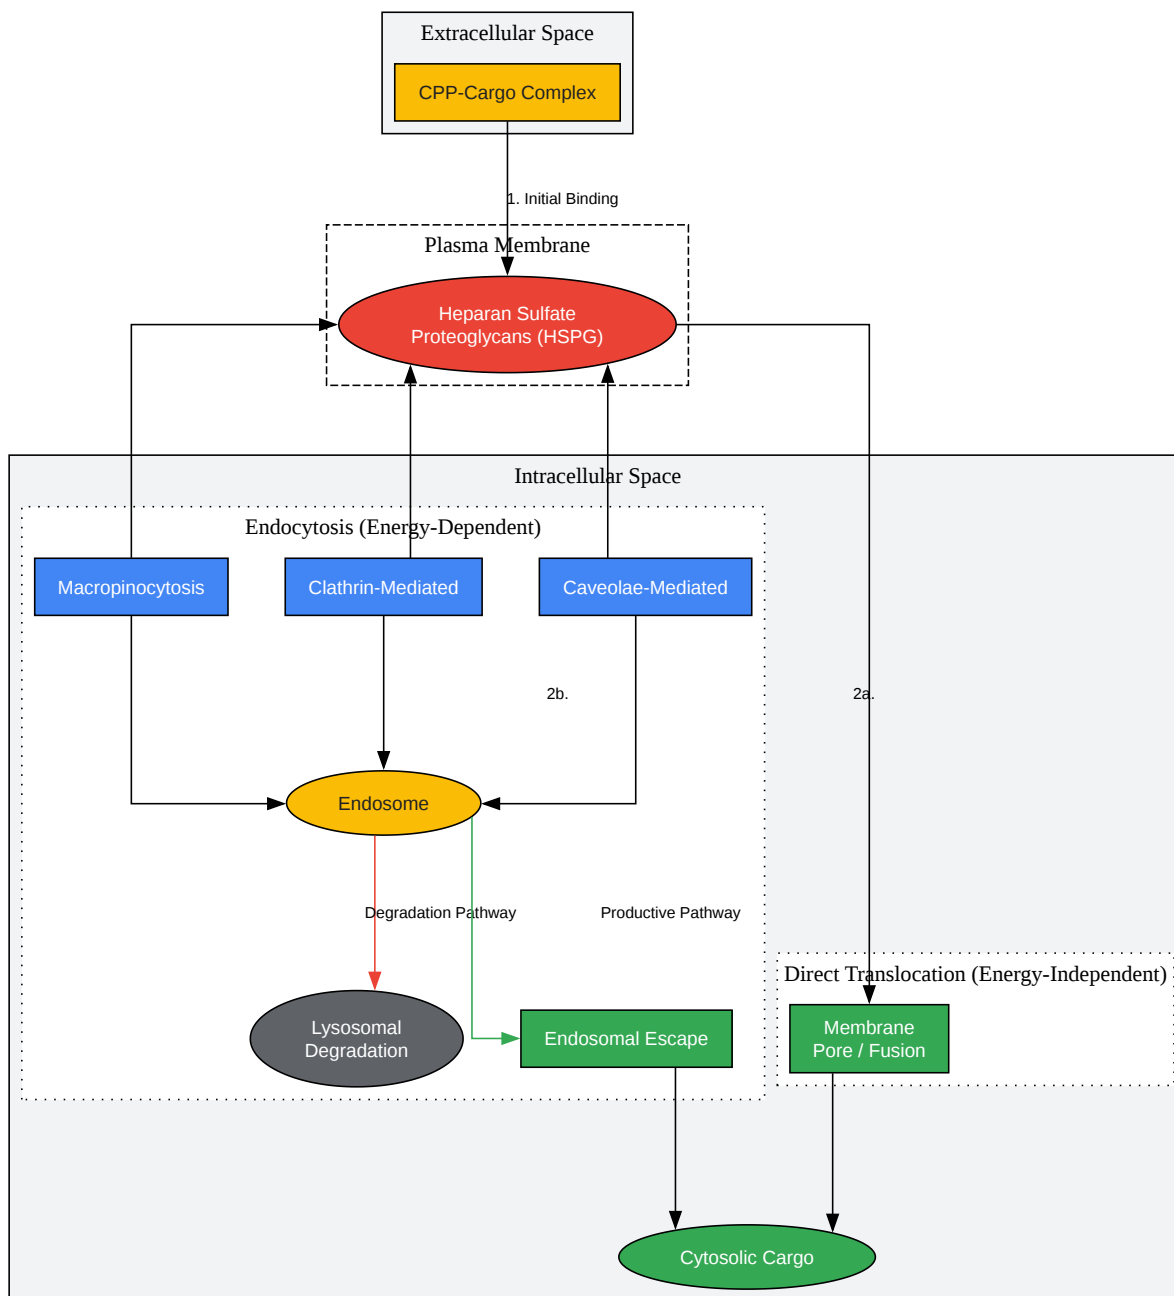 Extracellular Space
CPP-Cargo Complex
1. Initial Binding
Plasma Membrane
Heparan Sulfate
Proteoglycans (HSPG)
Intracellular Space
Endocytosis (Energy-Dependent)
Macropinocytosis
Clathrin-Mediated
Caveolae-Mediated
2b.
2a.
Endosome
Degradation Pathway
Productive Pathway
Direct Translocation (Energy-Independent)
Lysosomal
Degradation
Endosomal Escape
Membrane
Pore / Fusion
Cytosolic Cargo